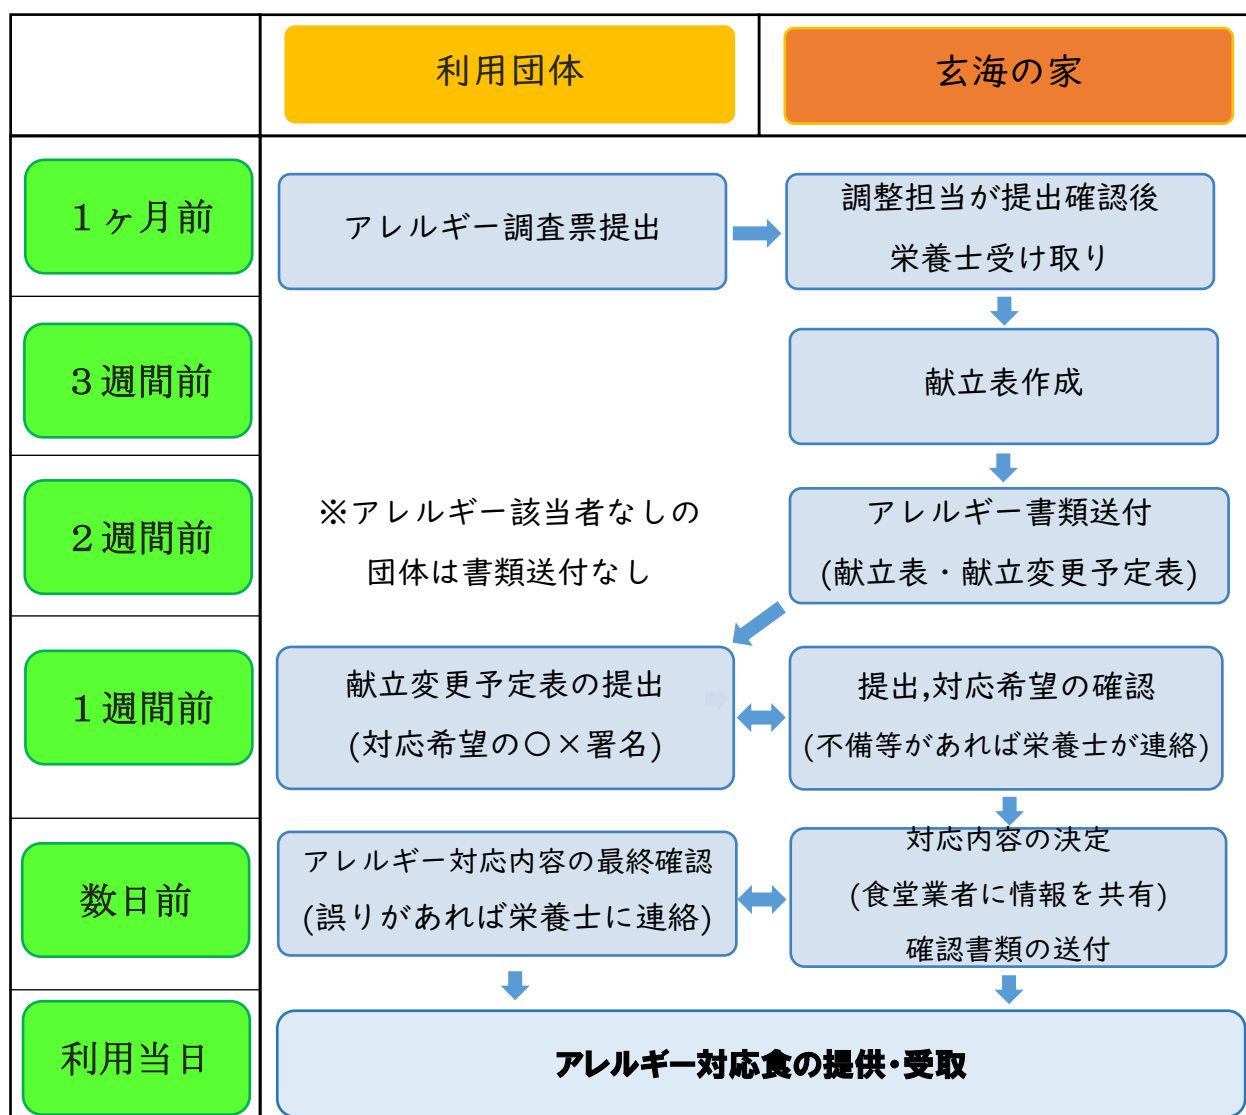 利用団体
玄海の家
1ヶ月前
アレルギー調査票提出
調整担当が提出確認後
栄養士受け取り
3週間前
献立表作成
2週間前
※アレルギー該当者なしの
団体は書類送付なし
アレルギー書類送付
(献立表・献立変更予定表)
1週間前
献立変更予定表の提出
(対応希望の〇×署名)
提出,対応希望の確認
(不備等があれば栄養士が連絡)
数日前
アレルギー対応内容の最終確認
(誤りがあれば栄養士に連絡)
対応内容の決定
(食堂業者に情報を共有)
確認書類の送付
利用当日
アレルギー対応食の提供・受取